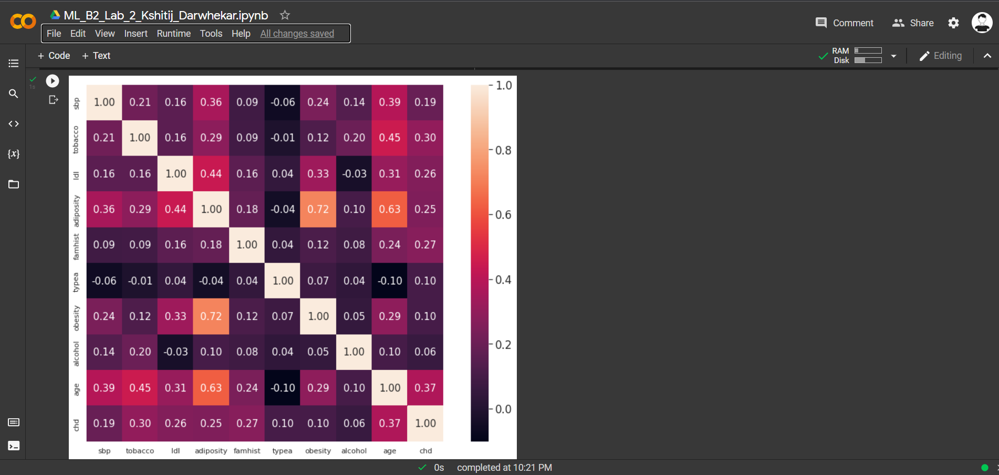 ML_B2_Lab_2_Kshitij_Darwhekar.ipynb
File Edit View Insert Runtime Tools Help All changes saved
Comment Share
+ Code + Text
RAM
Disk
Editing
1s
sbp 1.00 0.21 0.16 0.36 0.09 -0.06 0.24 0.14 0.39 0.19
tobacco 0.21 1.00 0.16 0.29 0.09 -0.01 0.12 0.20 0.45 0.30
ldl 0.16 0.16 1.00 0.44 0.16 0.04 0.33 -0.03 0.31 0.26
adiposity 0.36 0.29 0.44 1.00 0.18 -0.04 0.72 0.10 0.63 0.25
famhist 0.09 0.09 0.16 0.18 1.00 0.04 0.12 0.08 0.24 0.27
typea -0.06 -0.01 0.04 -0.04 0.04 1.00 0.07 0.04 -0.10 0.10
obesity 0.24 0.12 0.33 0.72 0.12 0.07 1.00 0.05 0.29 0.10
alcohol 0.14 0.20 -0.03 0.10 0.08 0.04 0.05 1.00 0.10 0.06
age 0.39 0.45 0.31 0.63 0.24 -0.10 0.29 0.10 1.00 0.37
chd 0.19 0.30 0.26 0.25 0.27 0.10 0.10 0.06 0.37 1.00
sbp tobacco ldl adiposity famhist typea obesity alcohol age chd
1.0
0.8
0.6
0.4
0.2
0.0
{x}
0s completed at 10:21 PM